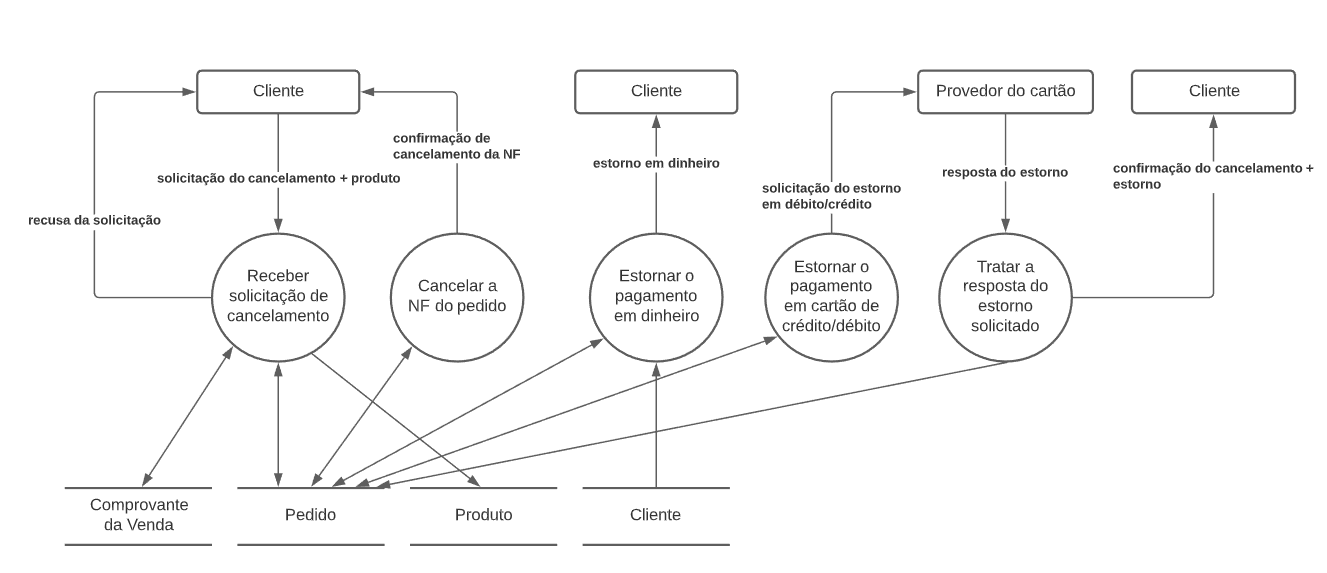 Cliente
Cliente
Provedor do cartão
Cliente
confirmação de
cancelamento da NF
solicitação do cancelamento + produto
recusa da solicitação
estorno em dinheiro
solicitação do estorno
em débito/crédito
resposta do estorno
confirmação do cancelamento +
estorno
Receber
solicitação de
cancelamento
Cancelar a
NF do pedido
Estornar o
pagamento
em dinheiro
Estornar o
pagamento
em cartão de
crédito/débito
Tratar a
resposta do
estorno
solicitado
Comprovante
da Venda
Pedido
Produto
Cliente